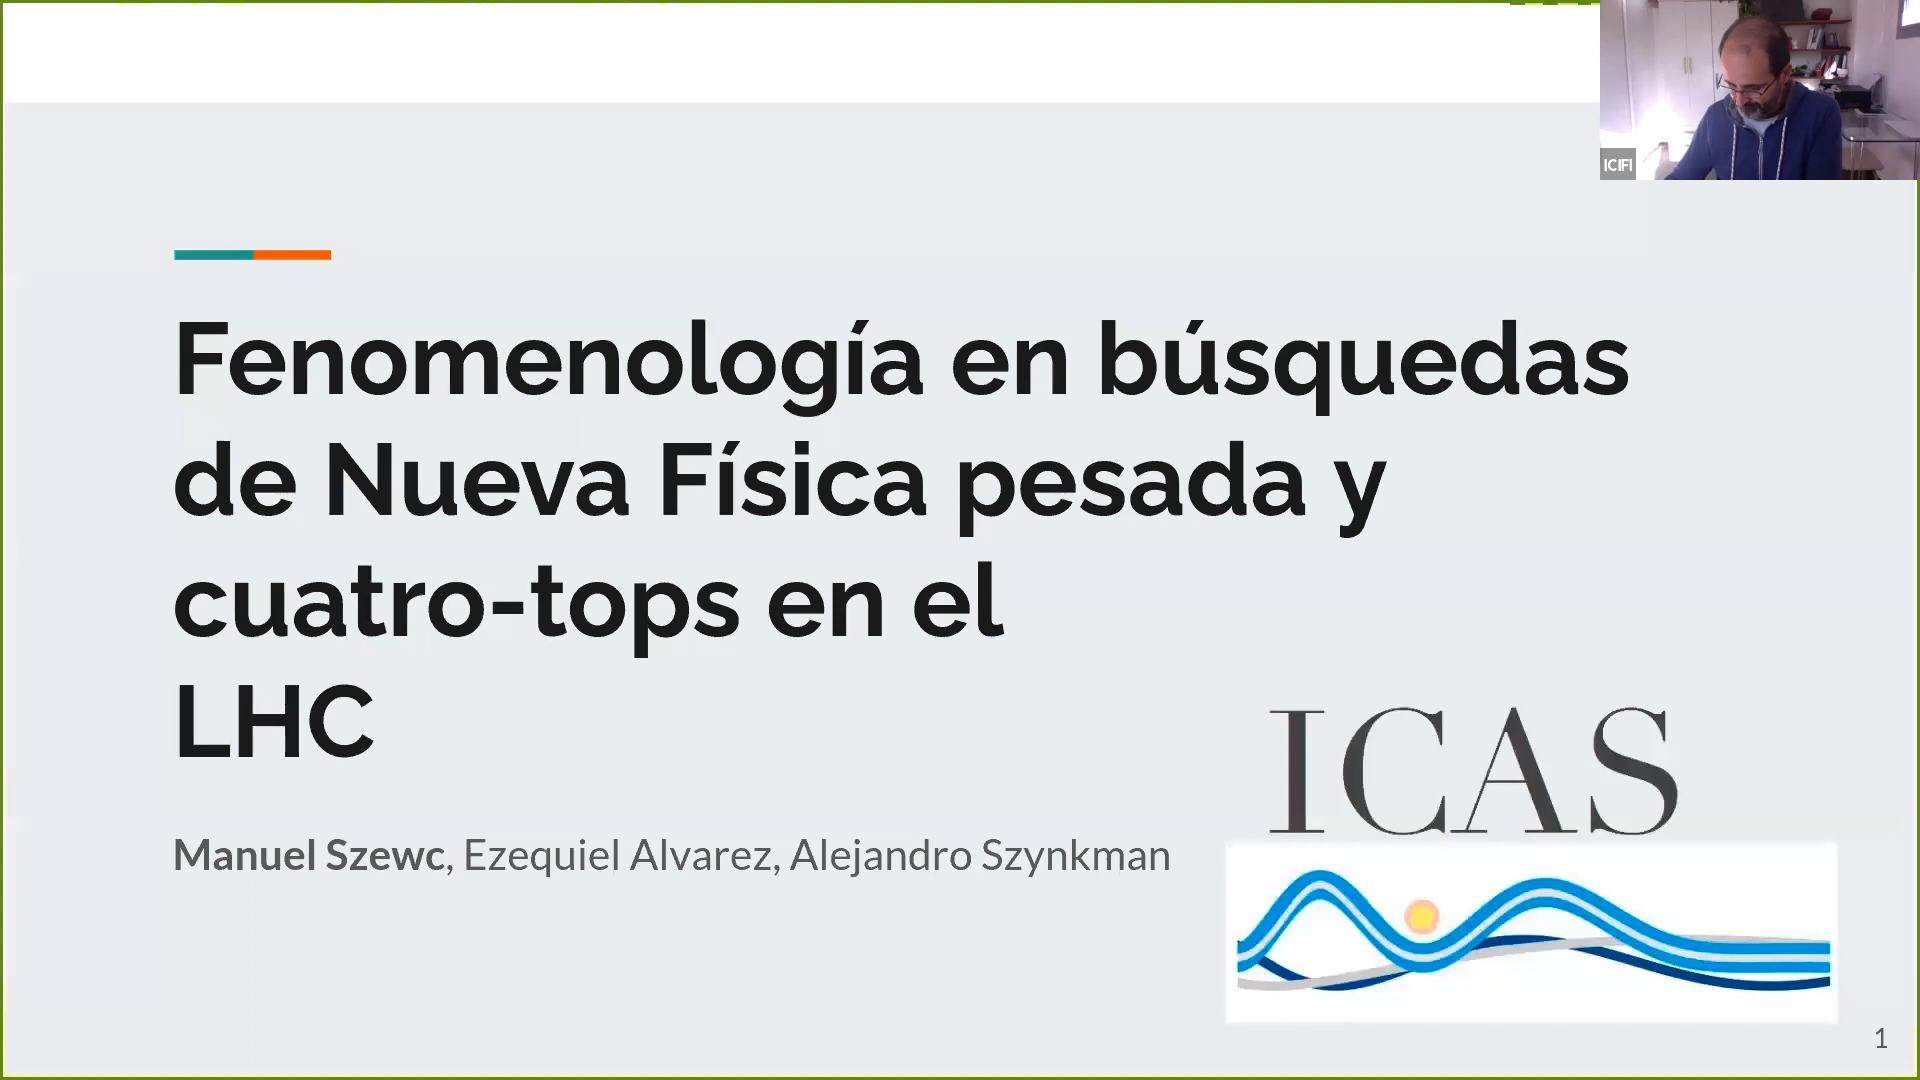 ICIFI
Fenomenología en búsquedas
de Nueva Física pesada y
cuatro-tops en el
LHC
ICAS
Manuel Szewc, Ezequiel Alvarez, Alejandro Szynkman
1